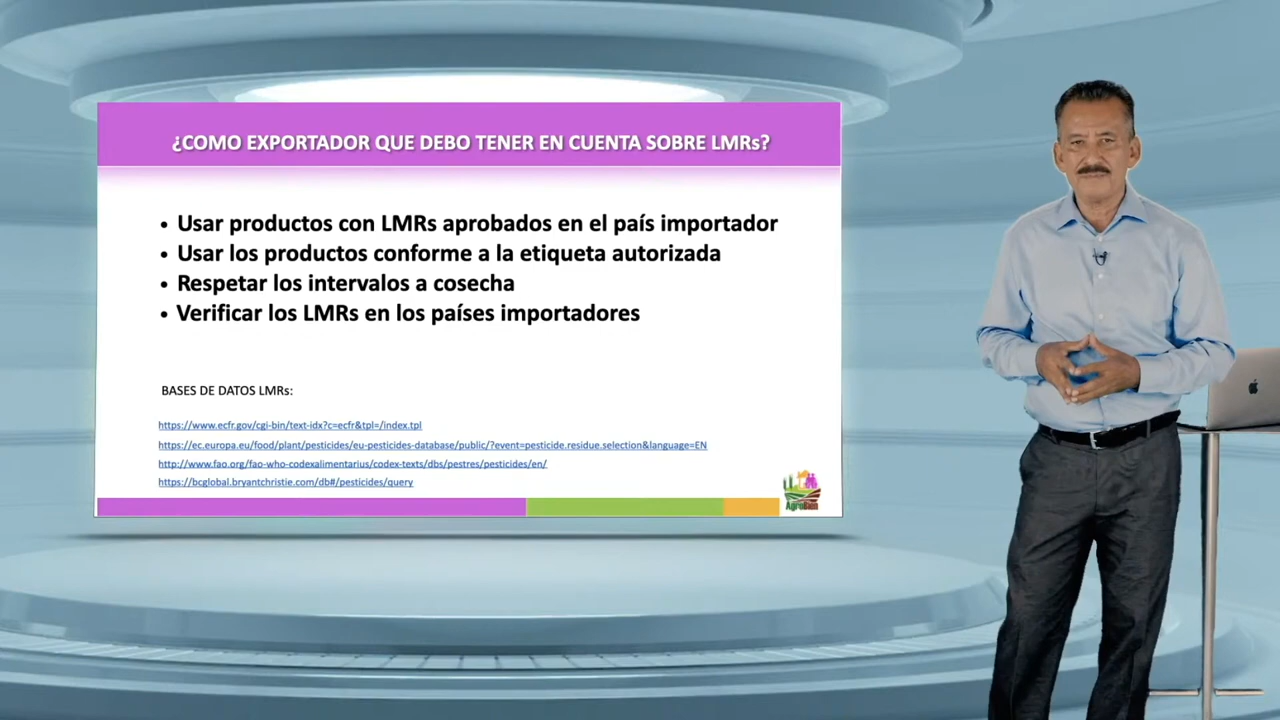 ¿COMO EXPORTADOR QUE DEBO TENER EN CUENTA SOBRE LMRs?
• Usar productos con LMRs aprobados en el país importador
• Usar los productos conforme a la etiqueta autorizada
• Respetar los intervalos a cosecha
• Verificar los LMRs en los países importadores
BASES DE DATOS LMRs:
https://www.ecfr.gov/cgi-bin/text-idx?c=ecfr&tpl=/index.tpl
https://ec.europa.eu/food/plant/pesticides/eu-pesticides-database/public/?event=pesticide.residue.selection&language=EN
http://www.fao.org/fao-who-codexalimentarius/codex-texts/dbs/pestres/pesticides/en/
https://bcglobal.bryantchristie.com/db#/pesticides/query